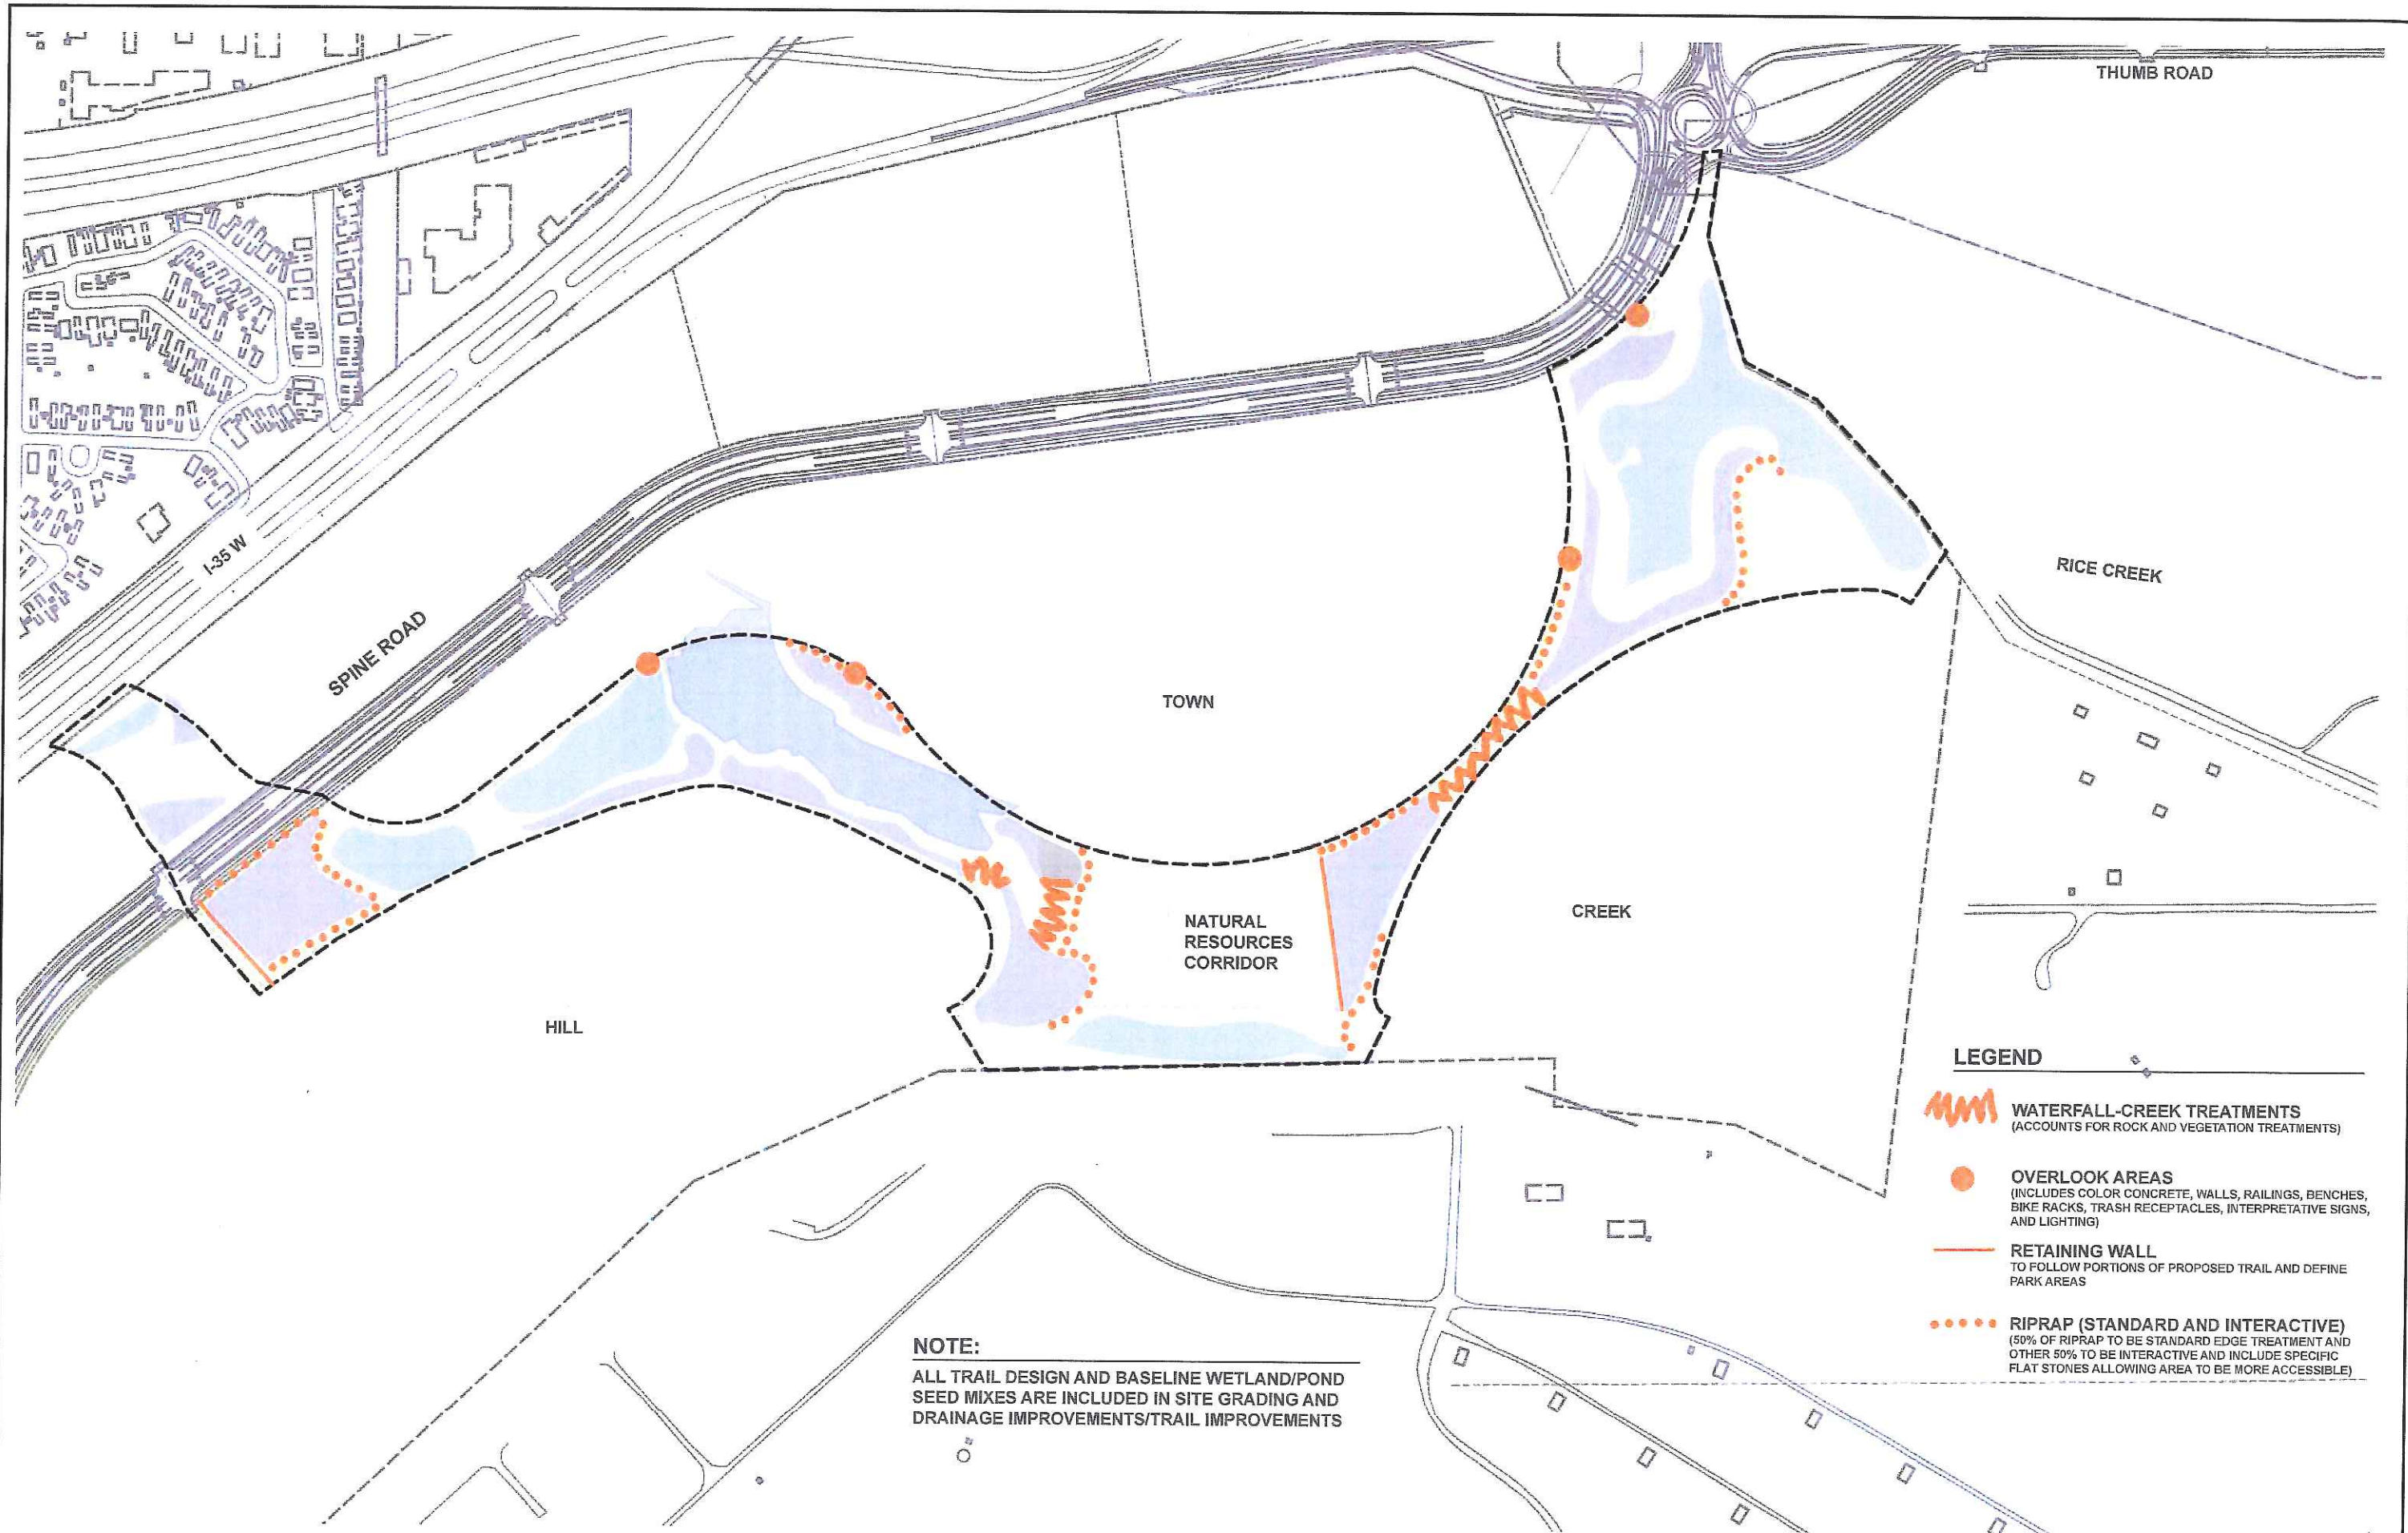 THUMB ROAD
I-35 W
SPINE ROAD
RICE CREEK
TOWN
NATURAL
RESOURCES
CORRIDOR
CREEK
HILL
LEGEND
WATERFALL-CREEK TREATMENTS
(ACCOUNTS FOR ROCK AND VEGETATION TREATMENTS)
OVERLOOK AREAS
(INCLUDES COLOR CONCRETE, WALLS, RAILINGS, BENCHES,
BIKE RACKS, TRASH RECEPTACLES, INTERPRETATIVE SIGNS,
AND LIGHTING)
RETAINING WALL
TO FOLLOW PORTIONS OF PROPOSED TRAIL AND DEFINE
PARK AREAS
RIPRAP (STANDARD AND INTERACTIVE)
(50% OF RIPRAP TO BE STANDARD EDGE TREATMENT AND
OTHER 50% TO BE INTERACTIVE AND INCLUDE SPECIFIC
FLAT STONES ALLOWING AREA TO BE MORE ACCESSIBLE)
NOTE:
ALL TRAIL DESIGN AND BASELINE WETLAND/POND
SEED MIXES ARE INCLUDED IN SITE GRADING AND
DRAINAGE IMPROVEMENTS/TRAIL IMPROVEMENTS